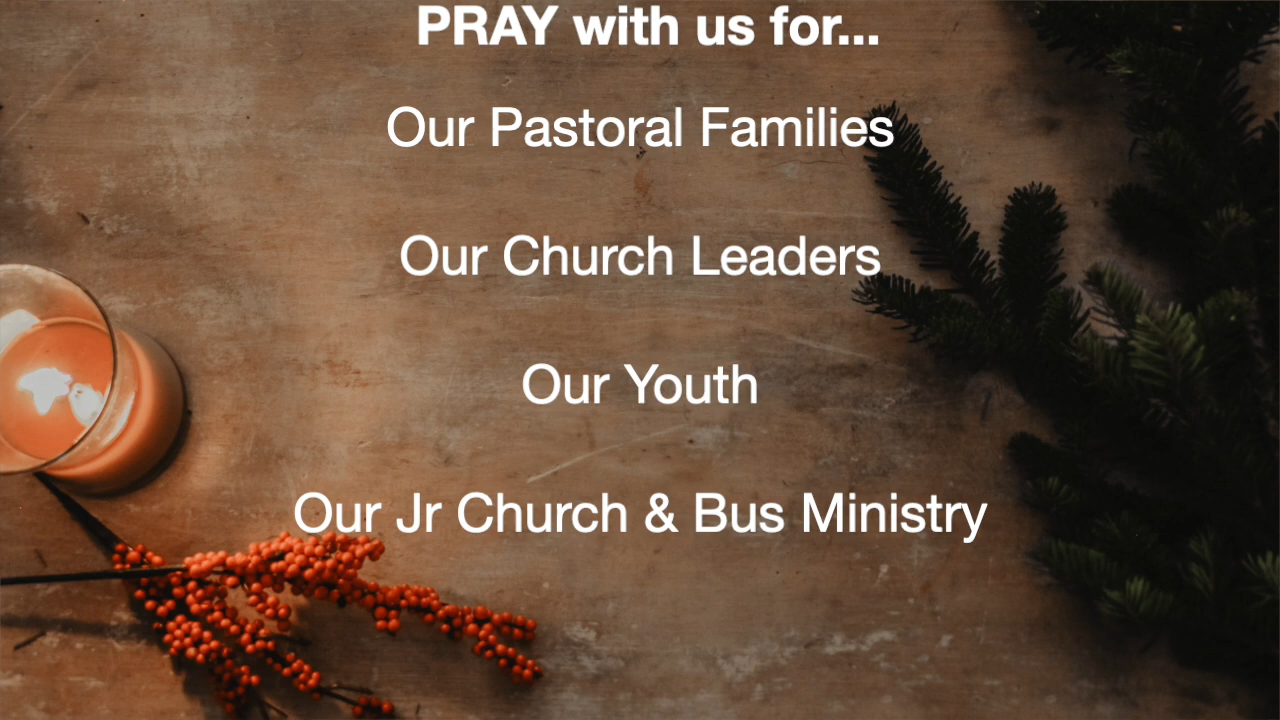 PRAY with us for...
Our Pastoral Families
Our Church Leaders
Our Youth
Our Jr Church & Bus Ministry